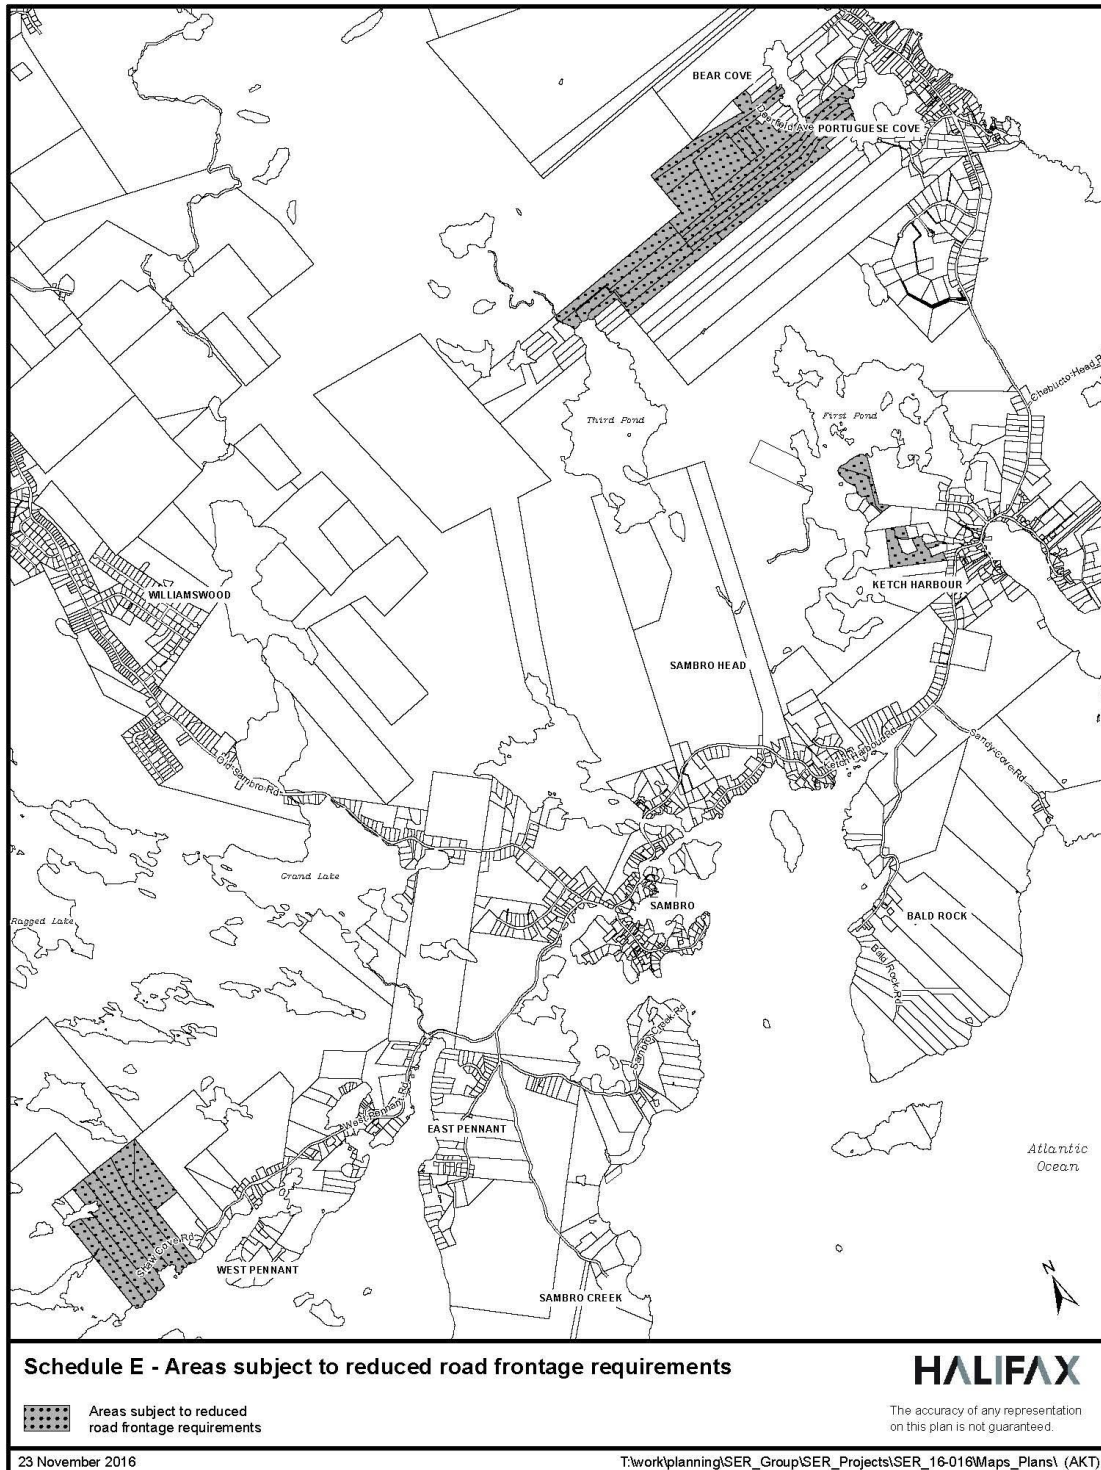 BEAR COVE
Deerfield Ave
PORTUGUESE COVE
Chebucto Head R
Third Pond
First Pond
WILLIAMSWOOD
KETCH HARBOUR
SAMBRO HEAD
Ketch Harbour Rd
Sandy Cove Rd
Old Sambro Rd
Grand Lake
Ragged Lake
SAMBRO
BALD ROCK
Bald Rock Rd
Sambro Creek Rd
West Pennant Rd
EAST PENNANT
Atlantic
Ocean
Shaw Cove Rd
WEST PENNANT
SAMBRO CREEK
N
Schedule E - Areas subject to reduced road frontage requirements
HALIFAX
Areas subject to reduced
road frontage requirements
The accuracy of any representation
on this plan is not guaranteed.
23 November 2016
T:\work\planning\SER_Group\SER_Projects\SER_16-016\Maps_Plans\ (AKT)